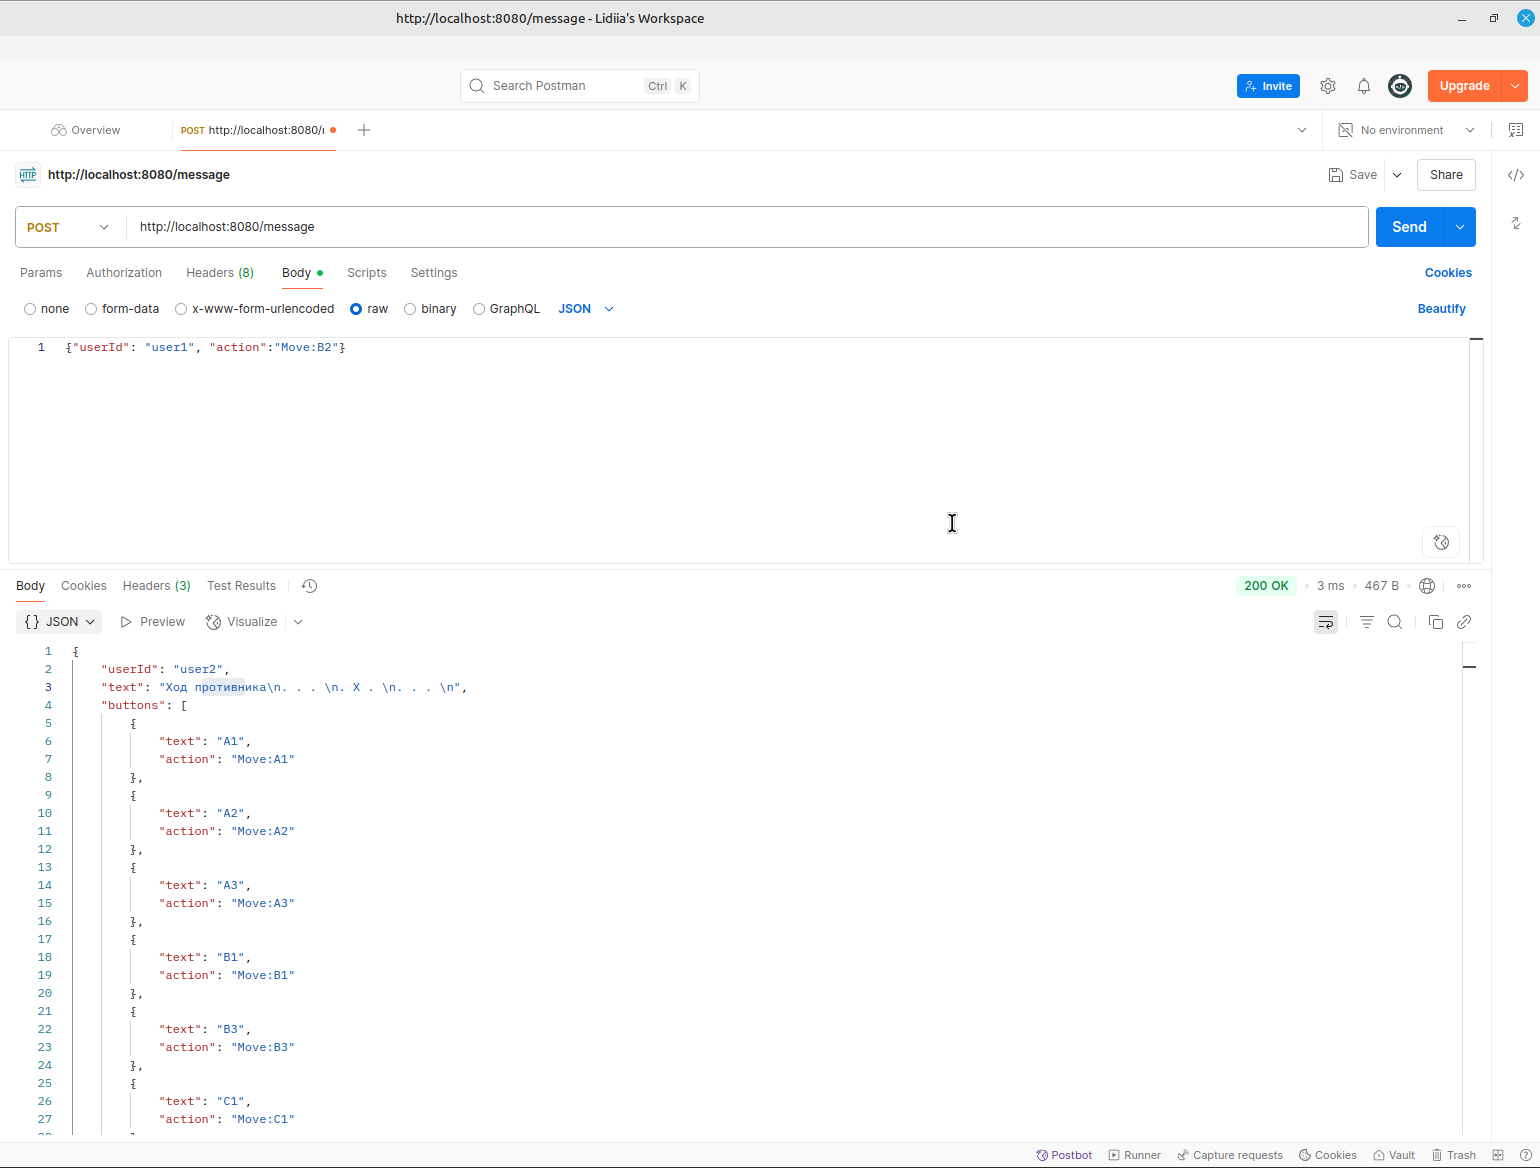 http://localhost:8080/message - Lidiia's Workspace
Search Postman Ctrl K Invite Upgrade
Overview POST http://localhost:8080/ No environment
HTTP http://localhost:8080/message Save Share
POST http://localhost:8080/message Send
Params Authorization Headers (8) Body Scripts Settings Cookies
none form-data x-www-form-urlencoded raw binary GraphQL JSON Beautify
1 {"userId": "user1", "action":"Move:B2"}
Body Cookies Headers (3) Test Results 200 OK • 3 ms • 467 B •
{} JSON Preview Visualize
1 {
2 "userId": "user2",
3 "text": "Ход противника\n. . . \n. X . \n. . . \n",
4 "buttons": [
5 {
6 "text": "A1",
7 "action": "Move:A1"
8 },
9 {
10 "text": "A2",
11 "action": "Move:A2"
12 },
13 {
14 "text": "A3",
15 "action": "Move:A3"
16 },
17 {
18 "text": "B1",
19 "action": "Move:B1"
20 },
21 {
22 "text": "B3",
23 "action": "Move:B3"
24 },
25 {
26 "text": "C1",
27 "action": "Move:C1"
Postbot Runner Capture requests Cookies Vault Trash